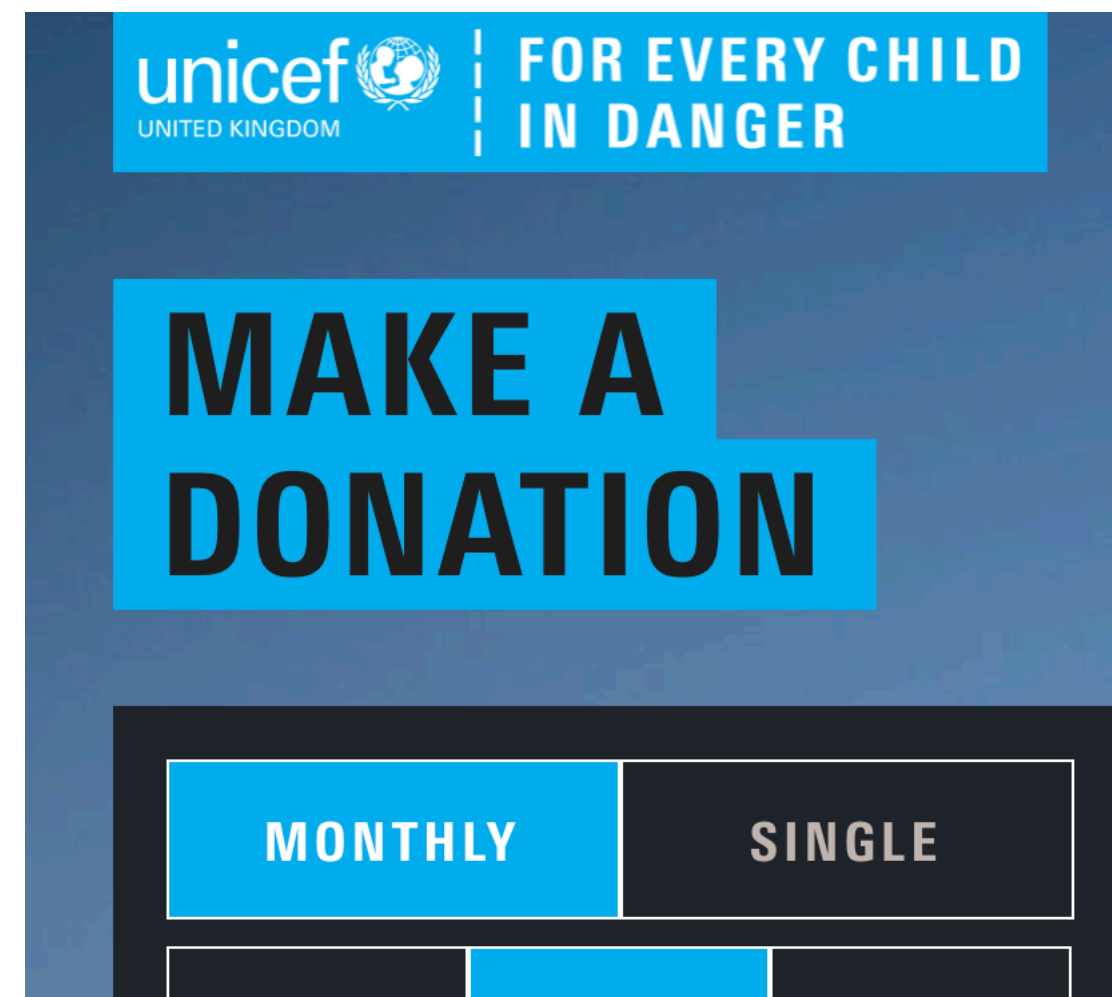 unicef
UNITED KINGDOM
FOR EVERY CHILD
IN DANGER
MAKE A
DONATION
MONTHLY
SINGLE